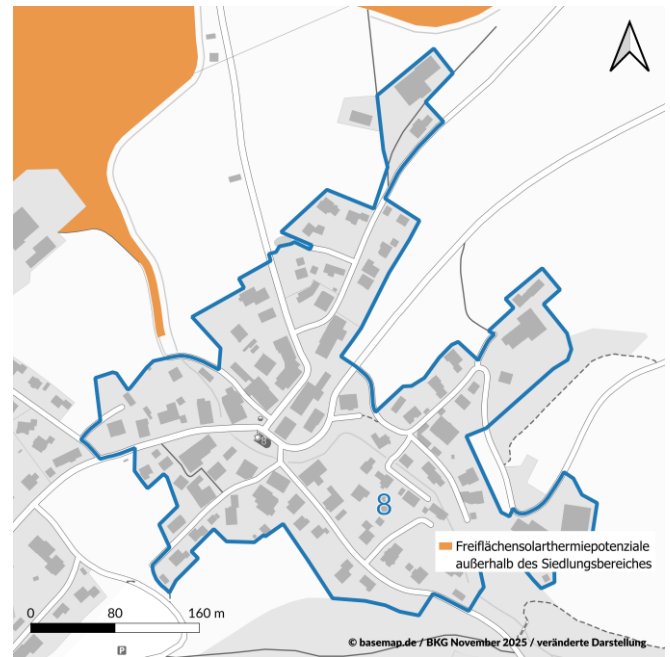 8
Freiflächensolarthermiepotenziale
außerhalb des Siedlungsbereiches
0 80 160 m
P
© basemap.de / BKG November 2025 / veränderte Darstellung